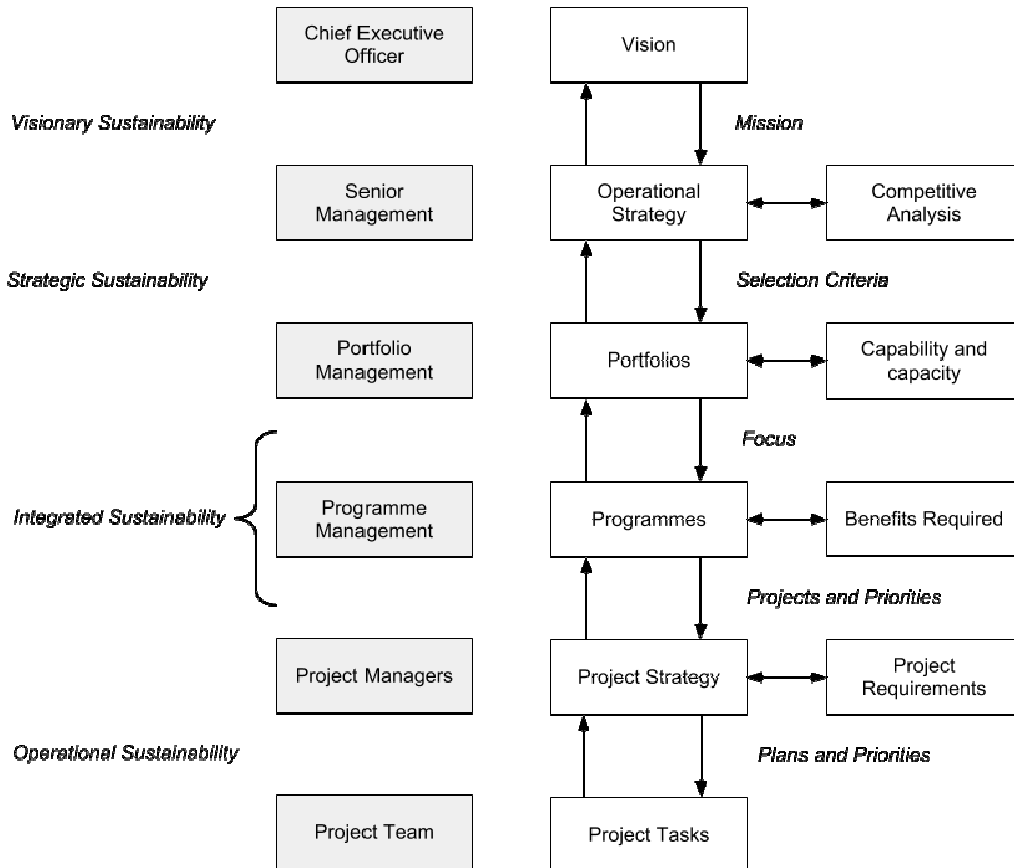 Chief Executive
Officer
Vision
Visionary Sustainability
Mission
Senior
Management
Operational
Strategy
Competitive
Analysis
Strategic Sustainability
Selection Criteria
Portfolio
Management
Portfolios
Capability and
capacity
Focus
Integrated Sustainability
Programme
Management
Programmes
Benefits Required
Projects and Priorities
Project Managers
Project Strategy
Project
Requirements
Operational Sustainability
Plans and Priorities
Project Team
Project Tasks